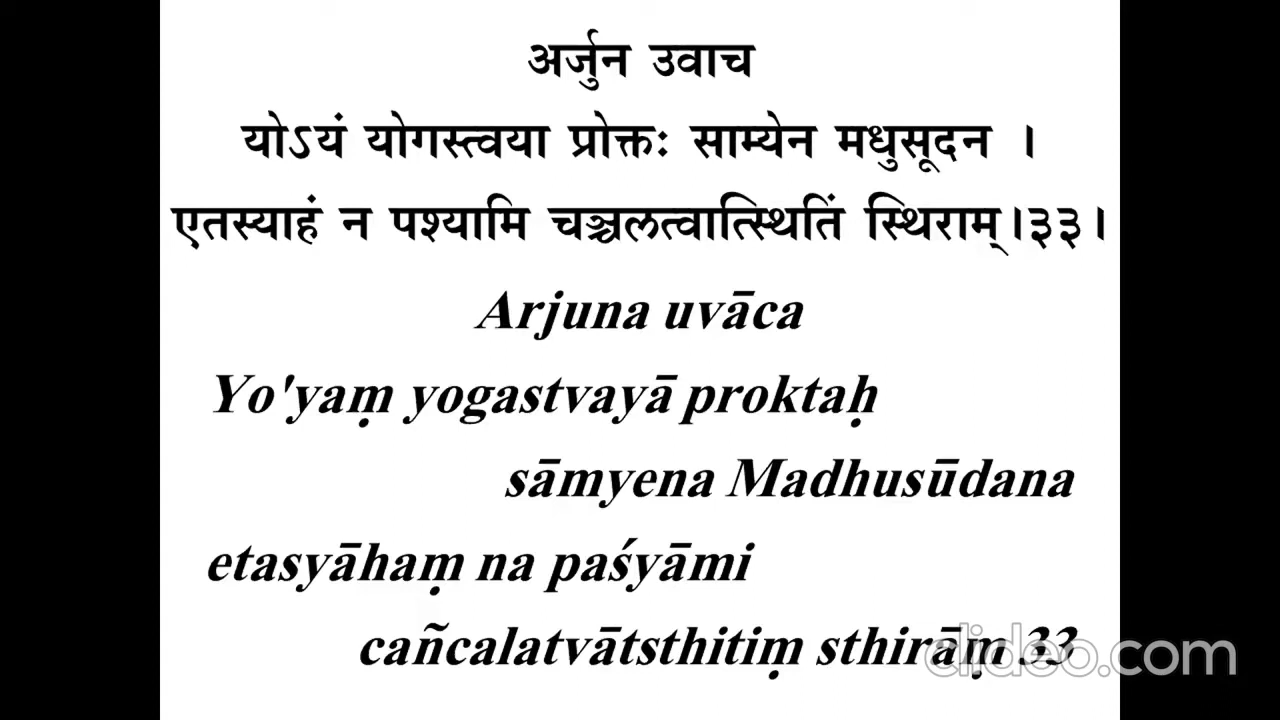 अर्जुन उवाच
योऽयं योगस्त्वया प्रोक्तः साम्येन मधुसूदन ।
एतस्याहं न पश्यामि चञ्चलत्वात्स्थितिं स्थिराम्।३३।
Arjuna uvāca
Yo'yaṃ yogastvayā proktaḥ
sāmyena Madhusūdana
etasyāhaṃ na paśyāmi
cañcalatvātsthitiṃ sthirāṃ 33
clideo.com